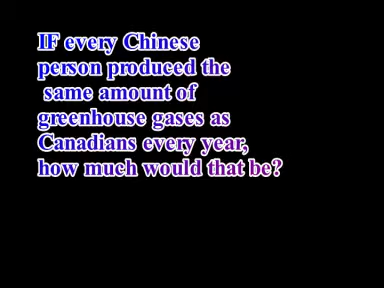 IF every Chinese
person produced the
same amount of
greenhouse gases as
Canadians every year,
how much would that be?